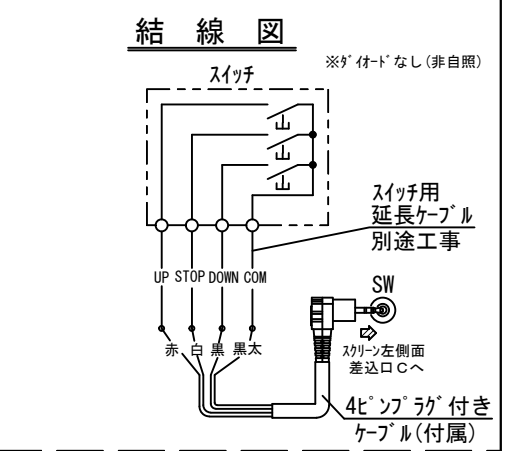 結線図
※ﾀﾞｲｵｰﾄﾞなし(非自照)
スイッチ
スイッチ用
延長ケーブル
別途工事
UP STOP DOWN COM
SW
赤 白 黒 黒太
スクリーン左側面
差込口Cへ
4ピンプラグ付き
ケーブル(付属)